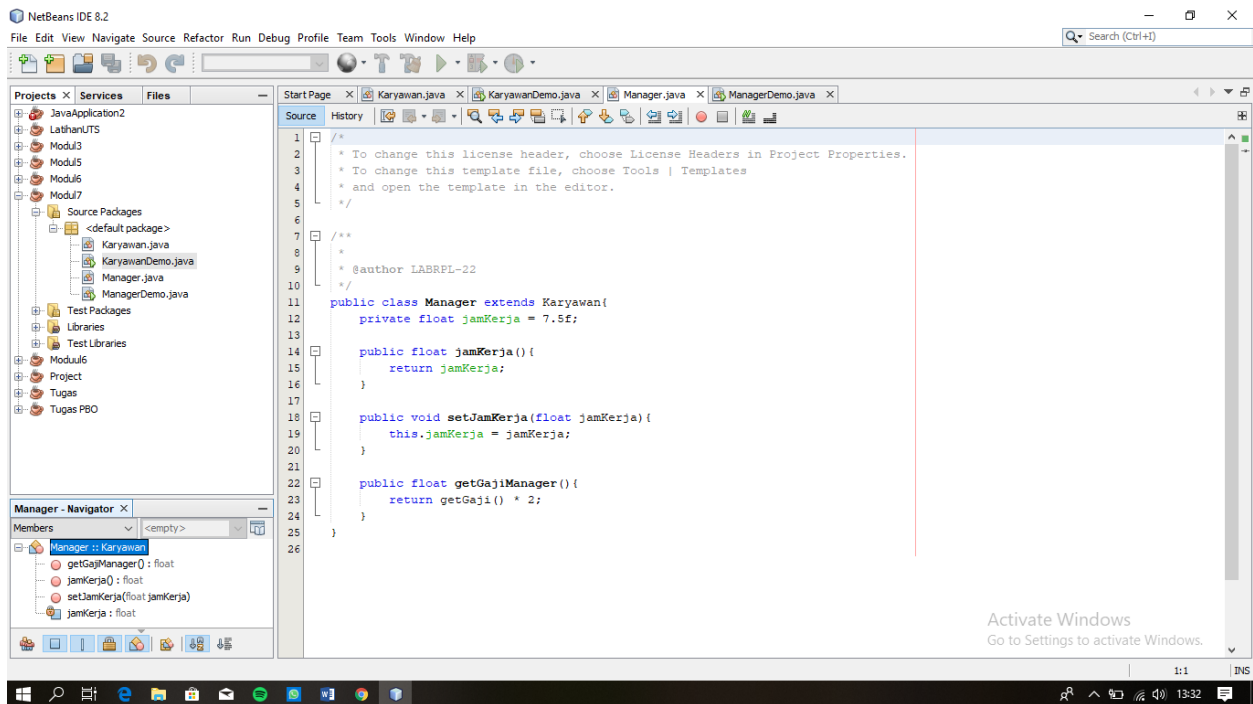 NetBeans IDE 8.2
File Edit View Navigate Source Refactor Run Debug Profile Team Tools Window Help
Search (Ctrl+I)
Projects Services Files
JavaApplication2
LatihanUTS
Modul3
Modul5
Modul6
Modul7
Source Packages
<default package>
Karyawan.java
KaryawanDemo.java
Manager.java
ManagerDemo.java
Test Packages
Libraries
Test Libraries
Moduul6
Project
Tugas
Tugas PBO
Manager - Navigator
Members <empty>
Manager :: Karyawan
getGajiManager() : float
jamKerja() : float
setJamKerja(float jamKerja)
jamKerja : float
Start Page Karyawan.java KaryawanDemo.java Manager.java ManagerDemo.java
Source History
1 /*
2 * To change this license header, choose License Headers in Project Properties.
3 * To change this template file, choose Tools | Templates
4 * and open the template in the editor.
5 */
6
7 /**
8 *
9 * @author LABRPL-22
10 */
11 public class Manager extends Karyawan{
12 private float jamKerja = 7.5f;
13
14 public float jamKerja(){
15 return jamKerja;
16 }
17
18 public void setJamKerja(float jamKerja){
19 this.jamKerja = jamKerja;
20 }
21
22 public float getGajiManager(){
23 return getGaji() * 2;
24 }
25 }
26
Activate Windows
Go to Settings to activate Windows.
1:1 INS
13:32